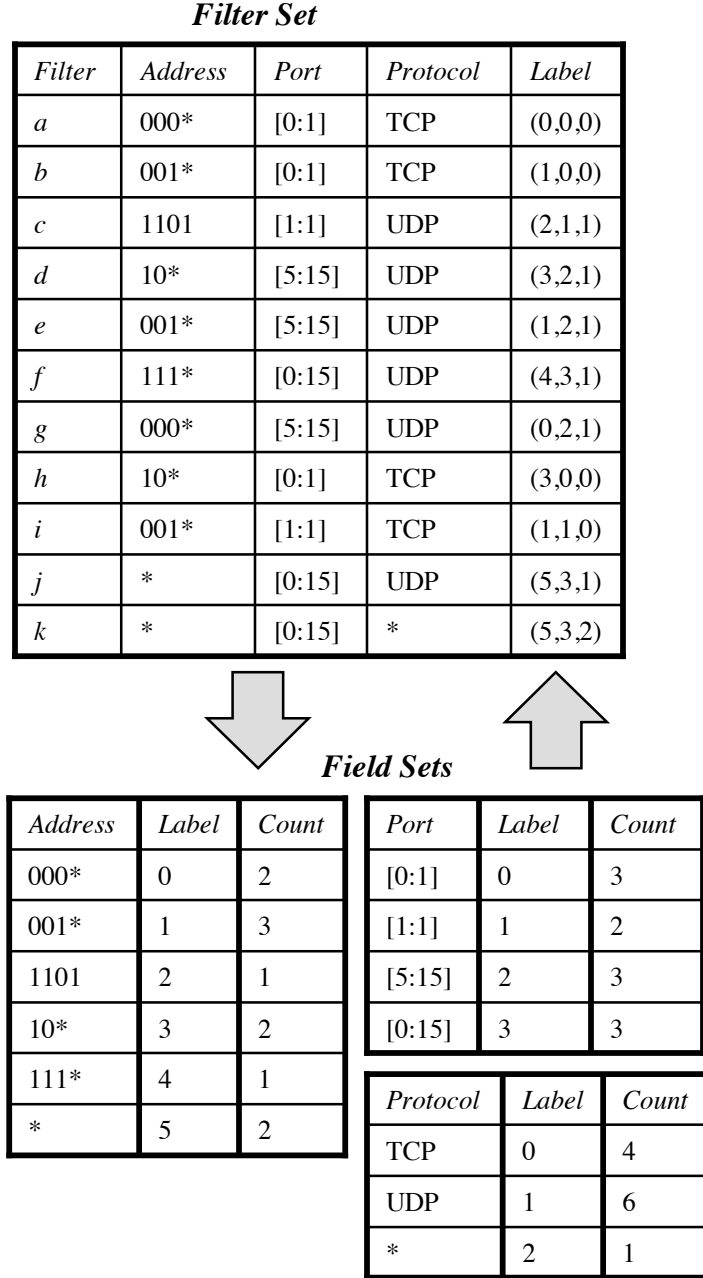 Filter Set
Filter Address Port Protocol Label
a 000* [0:1] TCP (0,0,0)
b 001* [0:1] TCP (1,0,0)
c 1101 [1:1] UDP (2,1,1)
d 10* [5:15] UDP (3,2,1)
e 001* [5:15] UDP (1,2,1)
f 111* [0:15] UDP (4,3,1)
g 000* [5:15] UDP (0,2,1)
h 10* [0:1] TCP (3,0,0)
i 001* [1:1] TCP (1,1,0)
j * [0:15] UDP (5,3,1)
k * [0:15] * (5,3,2)
Field Sets
Address Label Count
000* 0 2
001* 1 3
1101 2 1
10* 3 2
111* 4 1
* 5 2
Port Label Count
[0:1] 0 3
[1:1] 1 2
[5:15] 2 3
[0:15] 3 3
Protocol Label Count
TCP 0 4
UDP 1 6
* 2 1